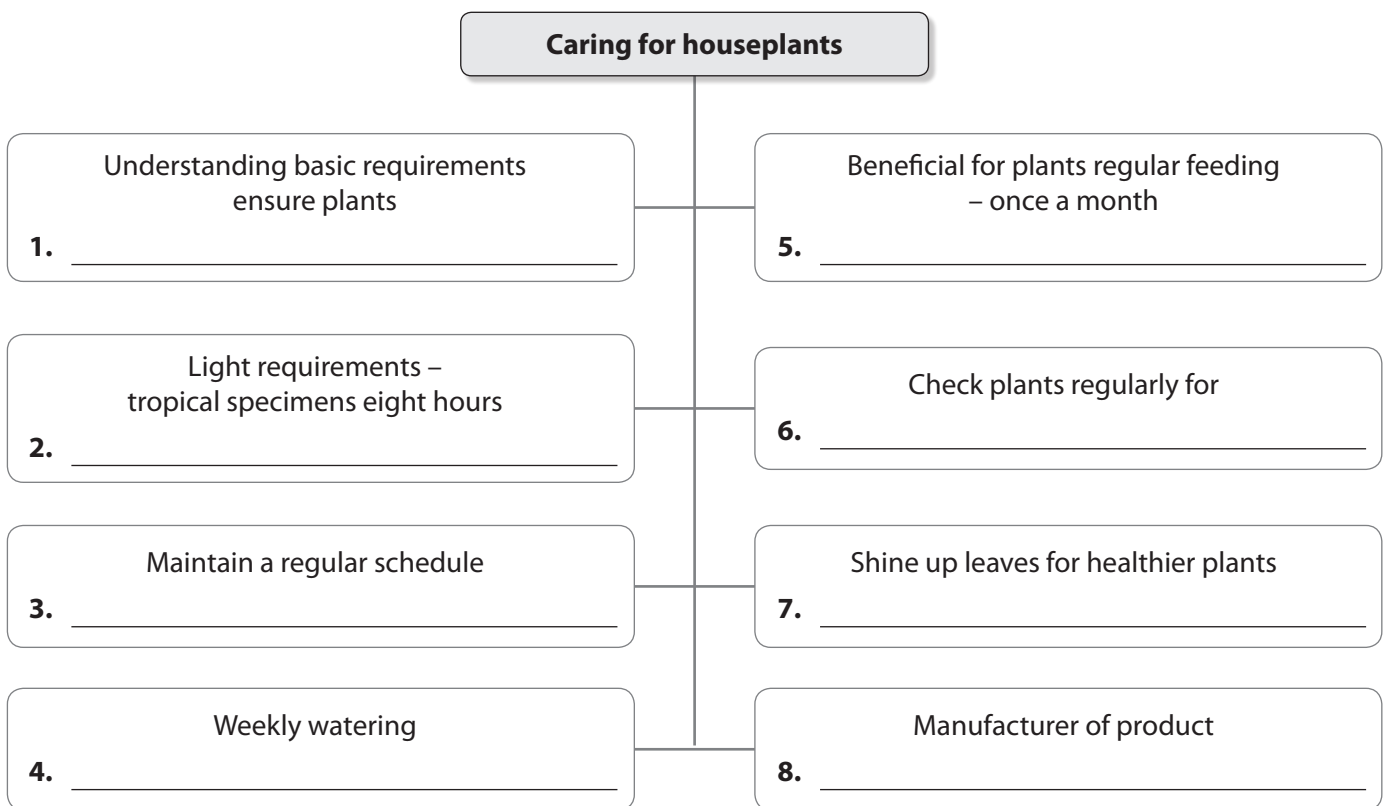 Caring for houseplants
Understanding basic requirements
ensure plants
1.
Light requirements –
tropical specimens eight hours
2.
Maintain a regular schedule
3.
Weekly watering
4.
Beneficial for plants regular feeding
– once a month
5.
Check plants regularly for
6.
Shine up leaves for healthier plants
7.
Manufacturer of product
8.